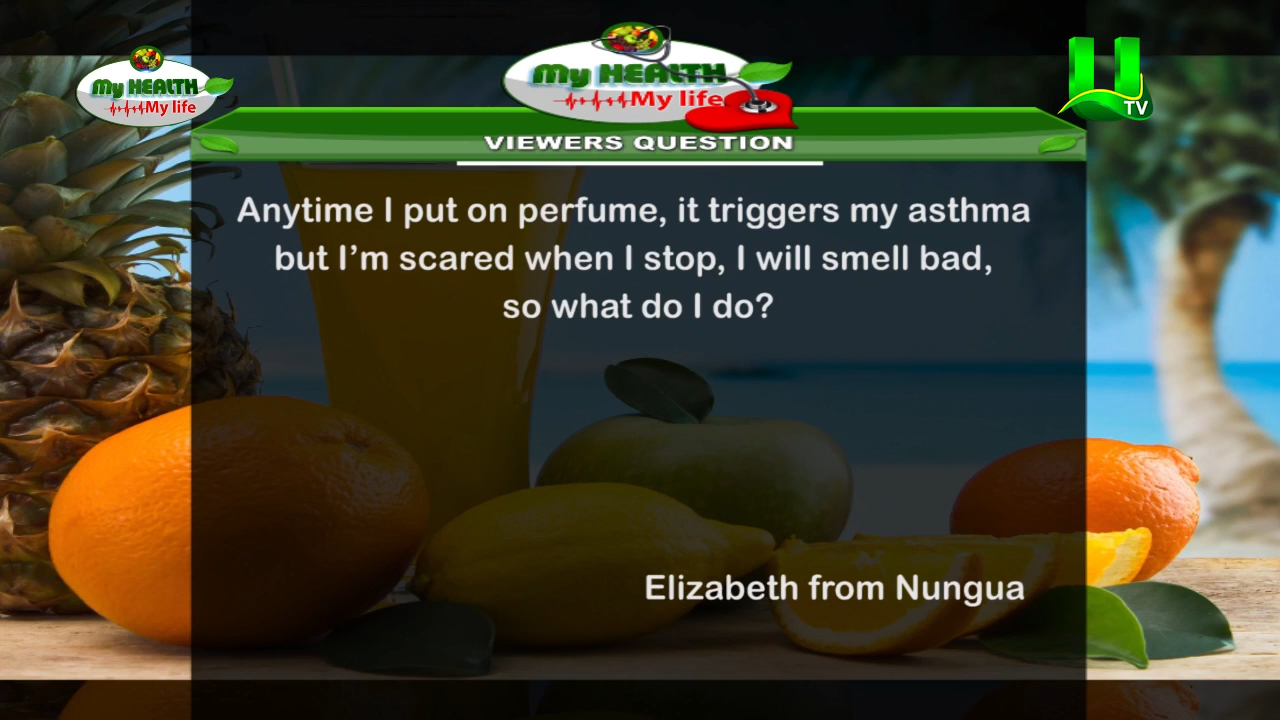 My HEALTH
My life
My HEALTH
My life
U
TV
VIEWERS QUESTION
Anytime I put on perfume, it triggers my asthma
but I’m scared when I stop, I will smell bad,
so what do I do?
Elizabeth from Nungua